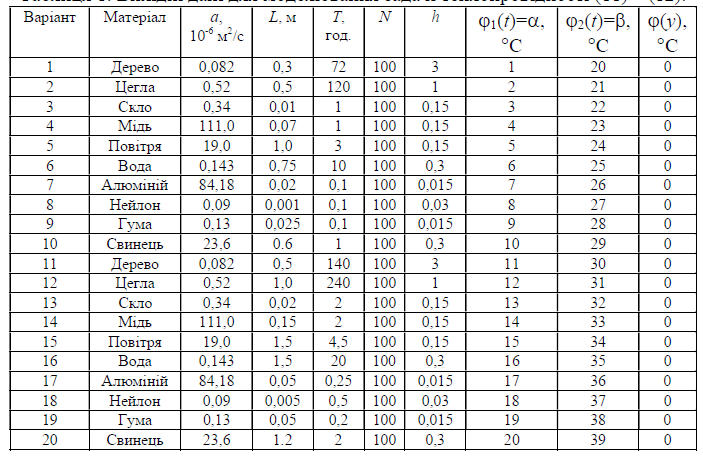 Варіант Матеріал a, 10⁻⁶ м²/с L, м T, год. N h φ₁(t)=α, °C φ₂(t)=β, °C φ(y), °C
1 Дерево 0,082 0,3 72 100 3 1 20 0
2 Цегла 0,52 0,5 120 100 1 2 21 0
3 Скло 0,34 0,01 1 100 0,15 3 22 0
4 Мідь 111,0 0,07 1 100 0,15 4 23 0
5 Повітря 19,0 1,0 3 100 0,15 5 24 0
6 Вода 0,143 0,75 10 100 0,3 6 25 0
7 Алюміній 84,18 0,02 0,1 100 0,015 7 26 0
8 Нейлон 0,09 0,001 0,1 100 0,03 8 27 0
9 Гума 0,13 0,025 0,1 100 0,015 9 28 0
10 Свинець 23,6 0.6 1 100 0,3 10 29 0
11 Дерево 0,082 0,5 140 100 3 11 30 0
12 Цегла 0,52 1,0 240 100 1 12 31 0
13 Скло 0,34 0,02 2 100 0,15 13 32 0
14 Мідь 111,0 0,15 2 100 0,15 14 33 0
15 Повітря 19,0 1,5 4,5 100 0,15 15 34 0
16 Вода 0,143 1,5 20 100 0,3 16 35 0
17 Алюміній 84,18 0,05 0,25 100 0,015 17 36 0
18 Нейлон 0,09 0,005 0,5 100 0,03 18 37 0
19 Гума 0,13 0,05 0,2 100 0,015 19 38 0
20 Свинець 23,6 1.2 2 100 0,3 20 39 0